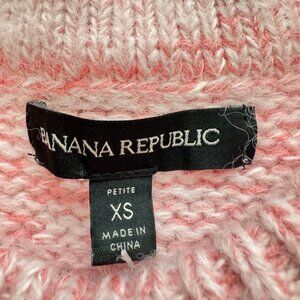 BANANA REPUBLIC
PETITE
XS
MADE IN
CHINA